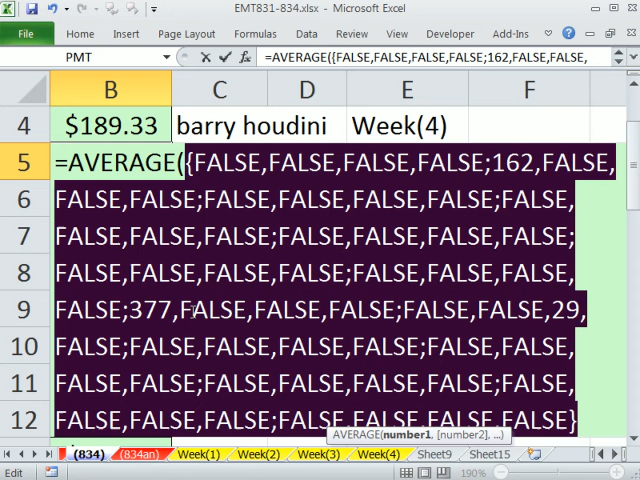 EMT831-834.xlsx - Microsoft Excel
File Home Insert Page Layout Formulas Data Review Developer Add-Ins
PMT =AVERAGE({FALSE,FALSE,FALSE,FALSE;162,FALSE,FALSE,
B C D E F
4 $189.33 barry houdini Week(4)
5 =AVERAGE({FALSE,FALSE,FALSE,FALSE;162,FALSE,
6 FALSE,FALSE;FALSE,FALSE,FALSE,FALSE;FALSE,
7 FALSE,FALSE,FALSE;FALSE,FALSE,FALSE,FALSE;
8 FALSE,FALSE,FALSE,FALSE;FALSE,FALSE,FALSE,
9 FALSE;377,FALSE,FALSE,FALSE;FALSE,FALSE,29,
10 FALSE;FALSE,FALSE,FALSE,FALSE;FALSE,FALSE,
11 FALSE,FALSE;FALSE,FALSE,FALSE,FALSE;FALSE,
12 FALSE,FALSE,FALSE;FALSE,FALSE,FALSE,FALSE}
AVERAGE(number1, [number2], ...)
(834) (834an) Week(1) Week(2) Week(3) Week(4) Sheet9 Sheet15
Edit 190%